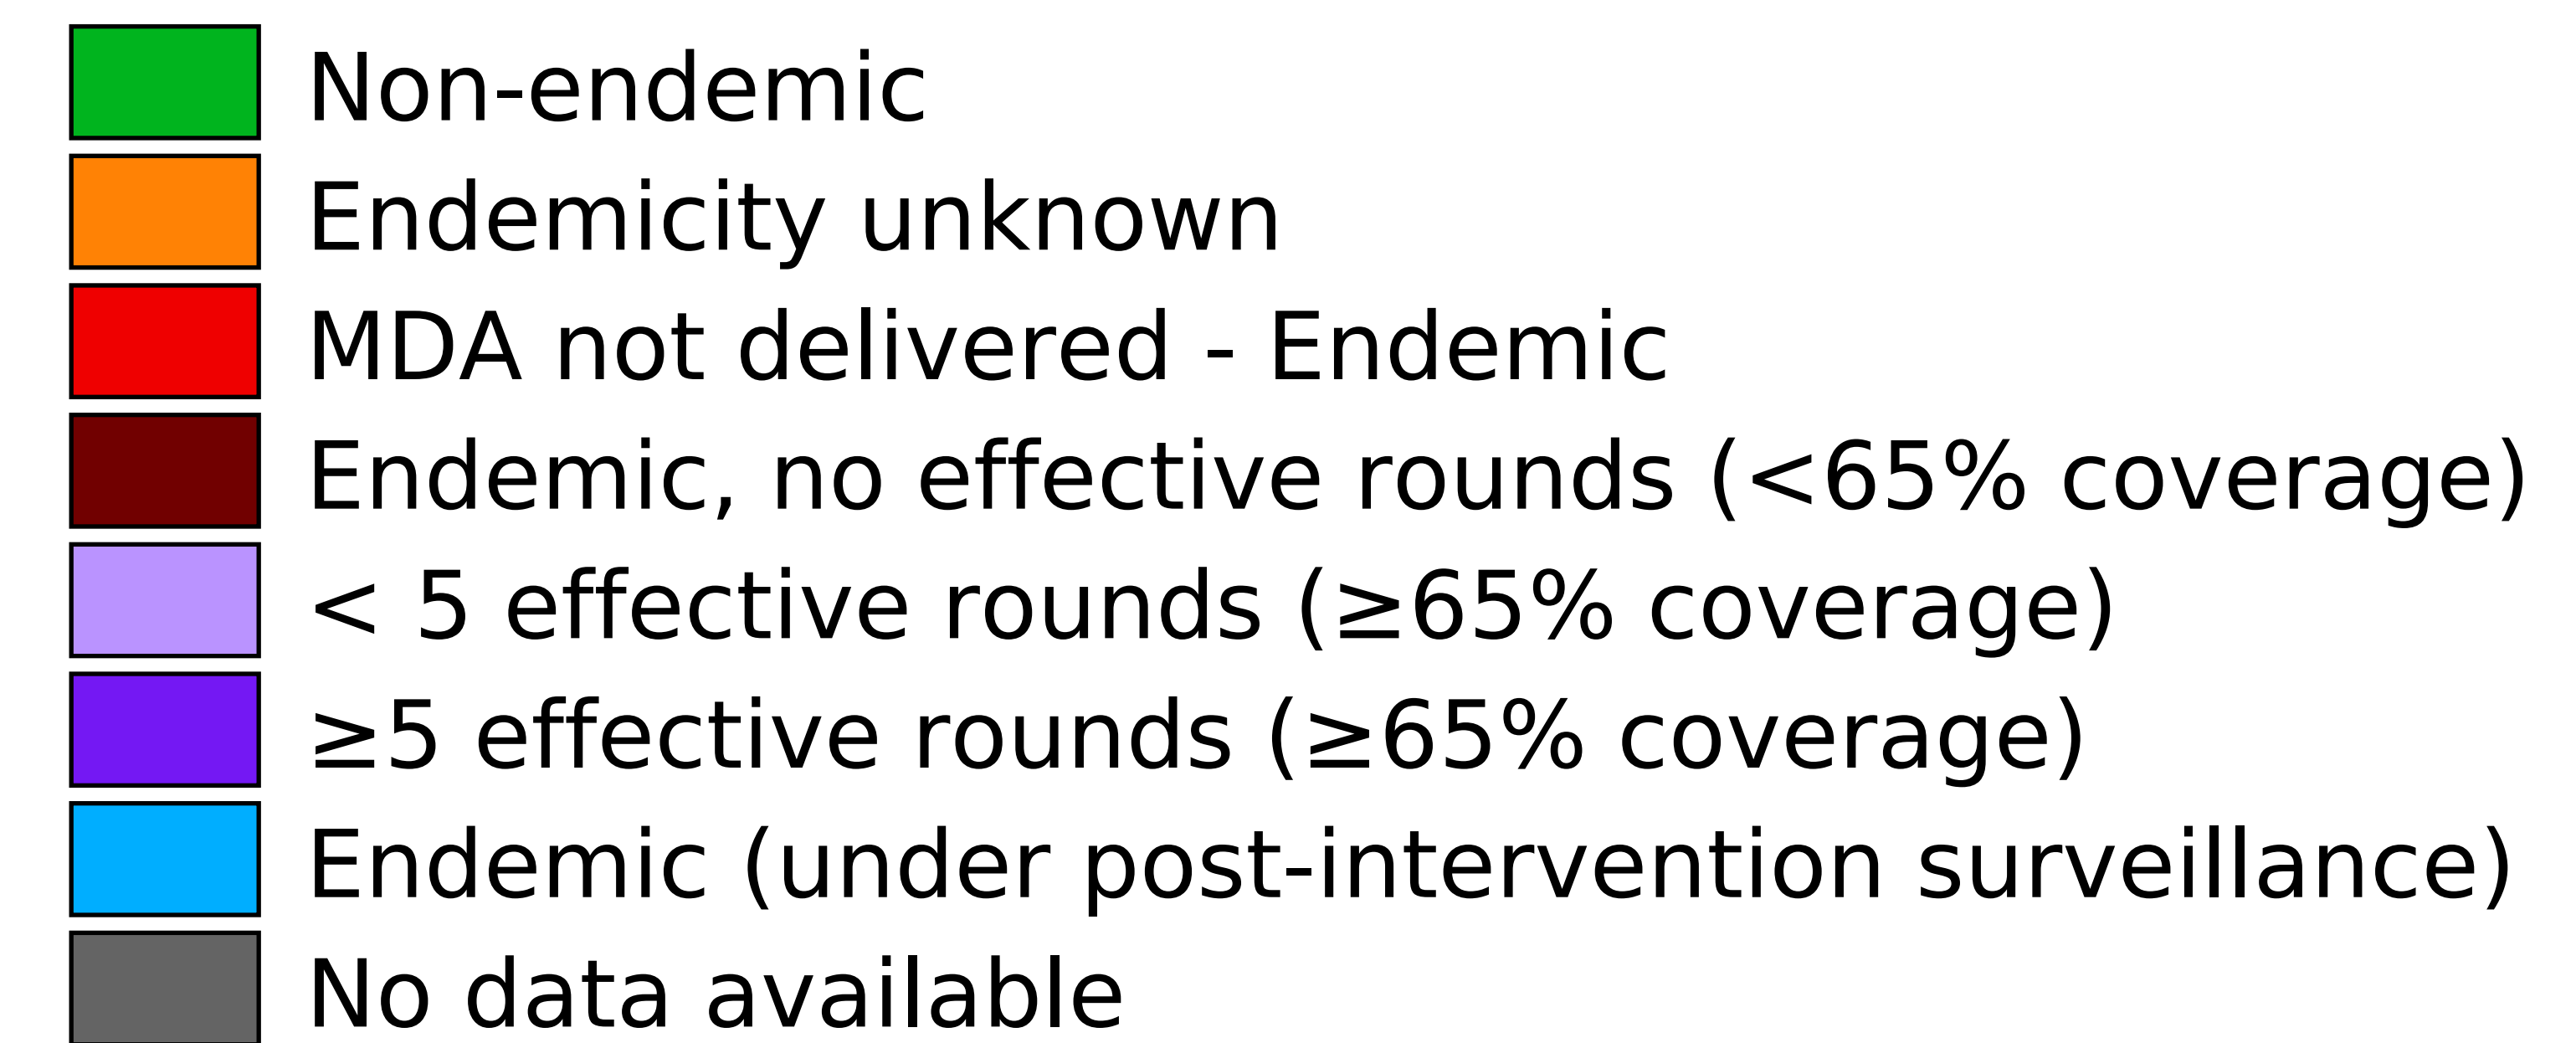 Non-endemic
Endemicity unknown
MDA not delivered - Endemic
Endemic, no effective rounds (<65% coverage)
< 5 effective rounds (≥65% coverage)
≥5 effective rounds (≥65% coverage)
Endemic (under post-intervention surveillance)
No data available